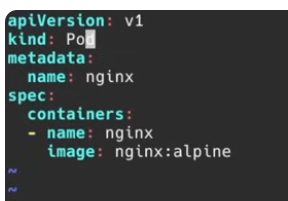 apiVersion: v1
kind: Pod
metadata:
  name: nginx
spec:
  containers:
  - name: nginx
    image: nginx:alpine
~
~